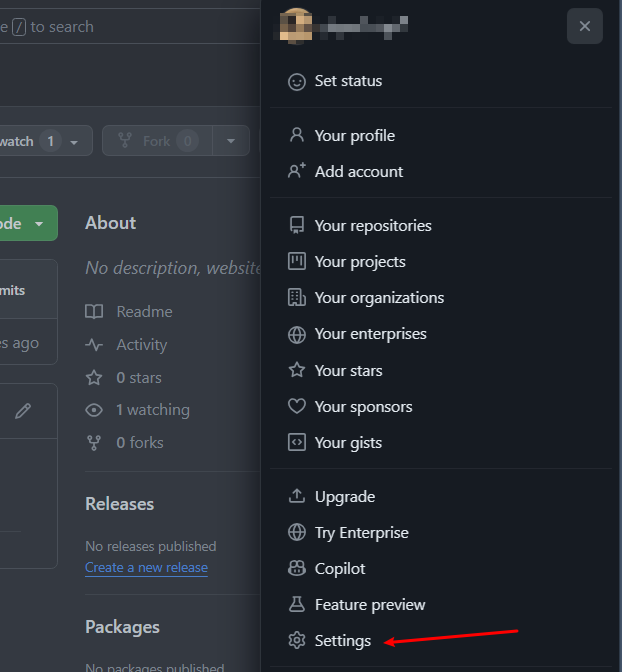 e / to search
watch 1
Fork 0
ode
About
No description, website
mits
Readme
es ago
Activity
0 stars
1 watching
0 forks
Releases
No releases published
Create a new release
Packages
No packages published
Set status
Your profile
Add account
Your repositories
Your projects
Your organizations
Your enterprises
Your stars
Your sponsors
Your gists
Upgrade
Try Enterprise
Copilot
Feature preview
Settings